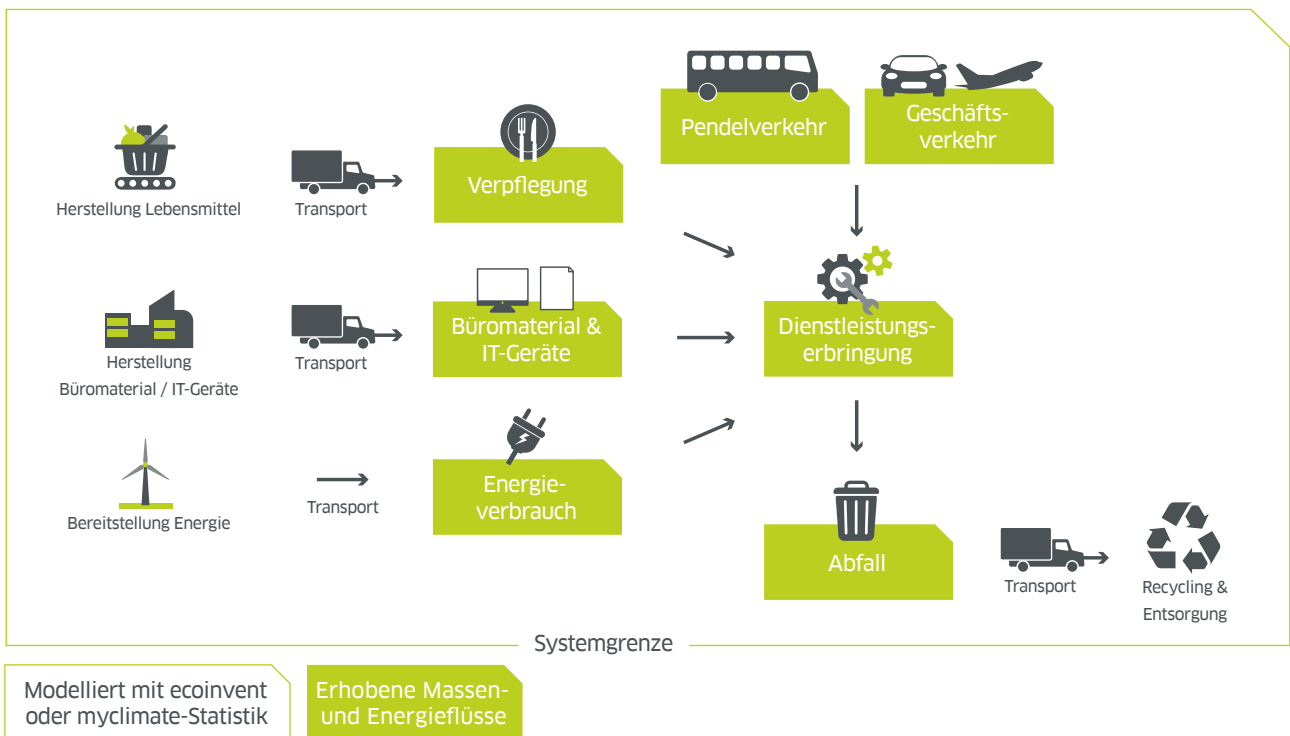 Pendelverkehr
Geschäfts-
verkehr
Herstellung Lebensmittel
Transport
Verpflegung
Herstellung
Büromaterial / IT-Geräte
Transport
Büromaterial &
IT-Geräte
Dienstleistungs-
erbringung
Bereitstellung Energie
Transport
Energie-
verbrauch
Abfall
Transport
Recycling &
Entsorgung
Systemgrenze
Modelliert mit ecoinvent
oder myclimate-Statistik
Erhobene Massen-
und Energieflüsse